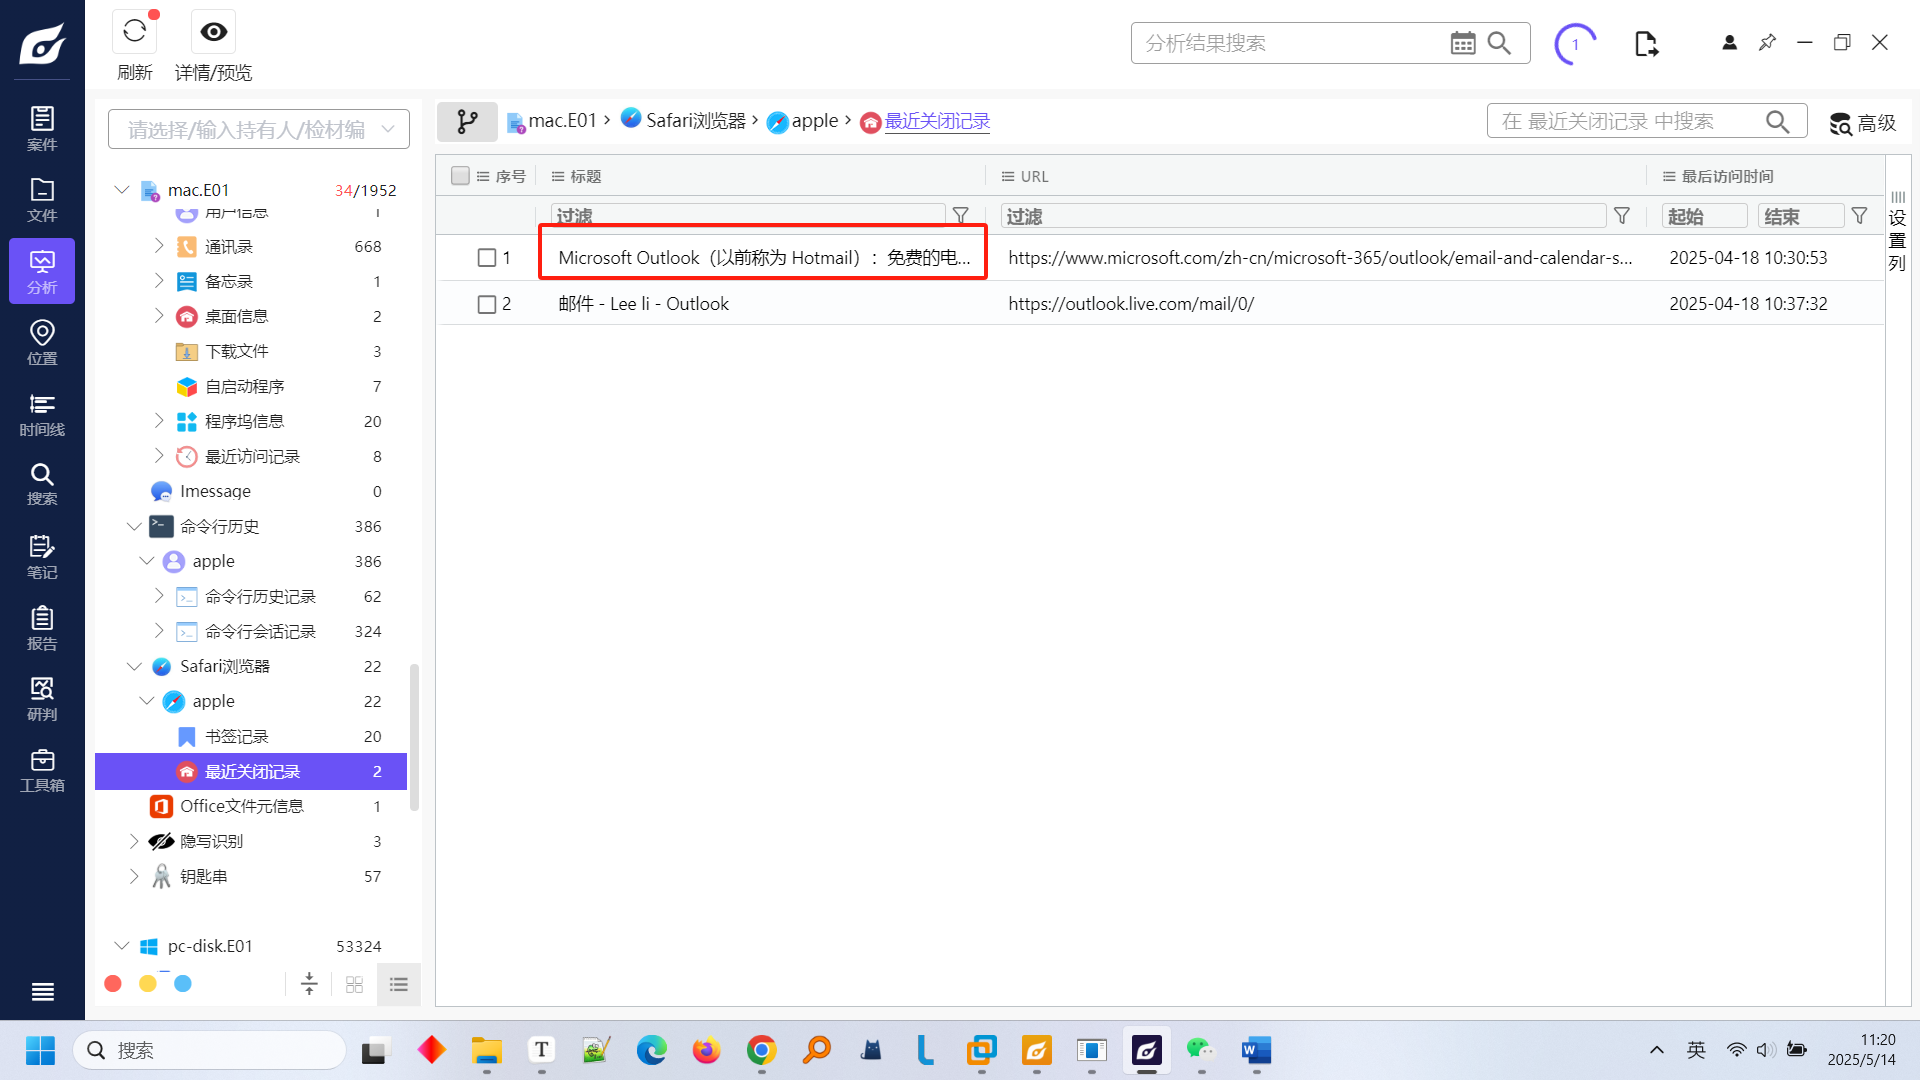 刷新
详情/预览
分析结果搜索
1
案件
文件
分析
位置
时间线
搜索
笔记
报告
研判
工具箱
请选择/输入持有人/检材编
mac.E01 34/1952
用户信息 1
通讯录 668
备忘录 1
桌面信息 2
下载文件 3
自启动程序 7
程序坞信息 20
最近访问记录 8
Imessage 0
命令行历史 386
apple 386
命令行历史记录 62
命令行会话记录 324
Safari浏览器 22
apple 22
书签记录 20
最近关闭记录 2
Office文件元信息 1
隐写识别 3
钥匙串 57
pc-disk.E01 53324
mac.E01 > Safari浏览器 > apple > 最近关闭记录
在 最近关闭记录 中搜索
高级
序号 标题 URL 最后访问时间
过滤 过滤 起始 结束
1 Microsoft Outlook（以前称为 Hotmail）：免费的电... https://www.microsoft.com/zh-cn/microsoft-365/outlook/email-and-calendar-s... 2025-04-18 10:30:53
2 邮件 - Lee li - Outlook https://outlook.live.com/mail/0/ 2025-04-18 10:37:32
设置列
搜索
英
11:20
2025/5/14